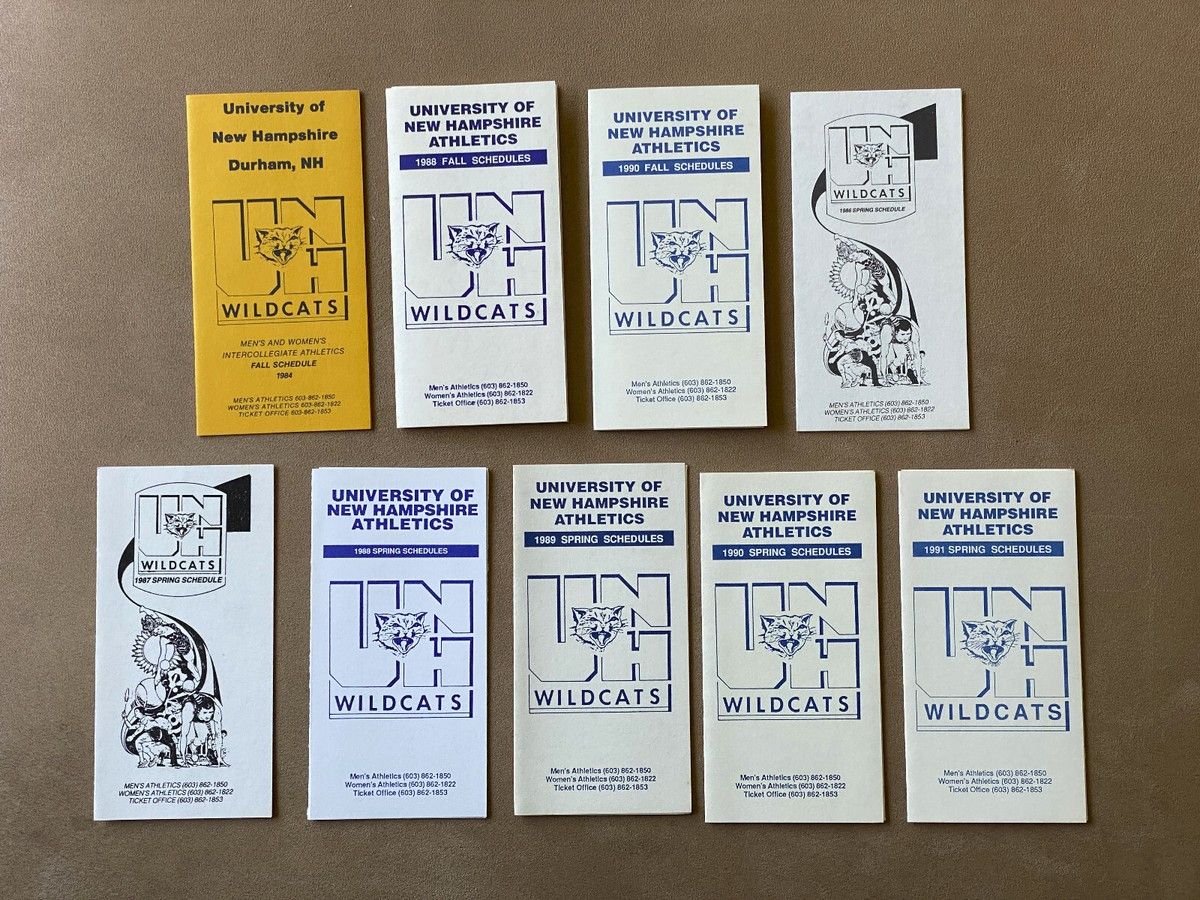 University of
New Hampshire
Durham, NH
UNH
WILDCATS
MEN'S AND WOMEN'S
INTERCOLLEGIATE ATHLETICS
FALL SCHEDULE
1984
MEN'S ATHLETICS 603-862-1850
WOMEN'S ATHLETICS 603-862-1822
TICKET OFFICE 603-862-1853
UNIVERSITY OF
NEW HAMPSHIRE
ATHLETICS
1988 FALL SCHEDULES
UNH
WILDCATS
Men's Athletics (603) 862-1850
Women's Athletics (603) 862-1822
Ticket Office (603) 862-1853
UNIVERSITY OF
NEW HAMPSHIRE
ATHLETICS
1990 FALL SCHEDULES
UNH
WILDCATS
Men's Athletics (603) 862-1850
Women's Athletics (603) 862-1822
Ticket Office (603) 862-1853
UNH
WILDCATS
1986 SPRING SCHEDULE
MEN'S ATHLETICS (603) 862-1850
WOMEN'S ATHLETICS (603) 862-1822
TICKET OFFICE (603) 862-1853
UNH
WILDCATS
1987 SPRING SCHEDULE
MEN'S ATHLETICS (603) 862-1850
WOMEN'S ATHLETICS (603) 862-1822
TICKET OFFICE (603) 862-1853
UNIVERSITY OF
NEW HAMPSHIRE
ATHLETICS
1988 SPRING SCHEDULES
UNH
WILDCATS
Men's Athletics (603) 862-1850
Women's Athletics (603) 862-1822
Ticket Office (603) 862-1853
UNIVERSITY OF
NEW HAMPSHIRE
ATHLETICS
1989 SPRING SCHEDULES
UNH
WILDCATS
Men's Athletics (603) 862-1850
Women's Athletics (603) 862-1822
Ticket Office (603) 862-1853
UNIVERSITY OF
NEW HAMPSHIRE
ATHLETICS
1990 SPRING SCHEDULES
UNH
WILDCATS
Men's Athletics (603) 862-1850
Women's Athletics (603) 862-1822
Ticket Office (603) 862-1853
UNIVERSITY OF
NEW HAMPSHIRE
ATHLETICS
1991 SPRING SCHEDULES
UNH
WILDCATS
Men's Athletics (603) 862-1850
Women's Athletics (603) 862-1822
Ticket Office (603) 862-1853